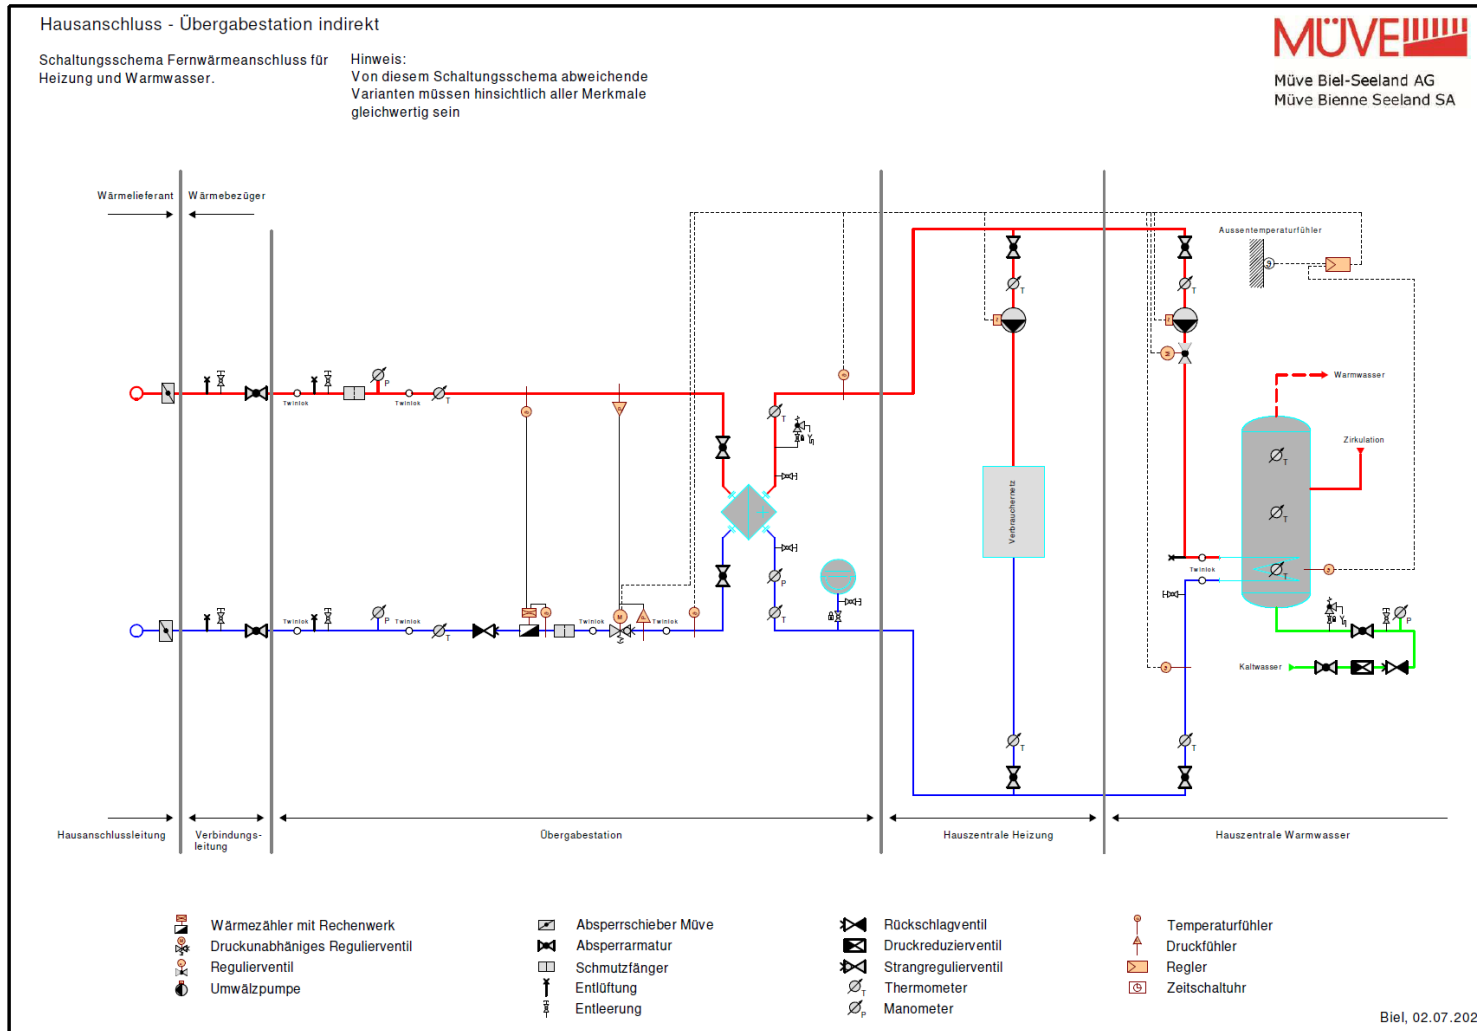 Hausanschluss - Übergabestation indirekt
MÜVE
Schaltungsschema Fernwärmeanschluss für
Heizung und Warmwasser.
Hinweis:
Von diesem Schaltungsschema abweichende
Varianten müssen hinsichtlich aller Merkmale
gleichwertig sein
Müve Biel-Seeland AG
Müve Bienne Seeland SA
Wärmelieferant
Wärmebezüger
Aussentemperaturfühler
T
T
P
Twinlok
Twinlok
T
T
M
Warmwasser
Zirkulation
T
T
T
Verbrauchernetz
Twinlok
P
T
Twinlok
P
Twinlok
T
M
Twinlok
Twinlok
P
Kaltwasser
T
T
Hausanschlussleitung
Verbindungs-
leitung
Übergabestation
Hauszentrale Heizung
Hauszentrale Warmwasser
Wärmezähler mit Rechenwerk
Druckunabhäniges Regulierventil
Regulierventil
Umwälzpumpe
Absperrschieber Müve
Absperrarmatur
Schmutzfänger
Entlüftung
Entleerung
Rückschlagventil
Druckreduzierventil
Strangregulierventil
T Thermometer
P Manometer
Temperaturfühler
Druckfühler
Regler
Zeitschaltuhr
Biel, 02.07.202